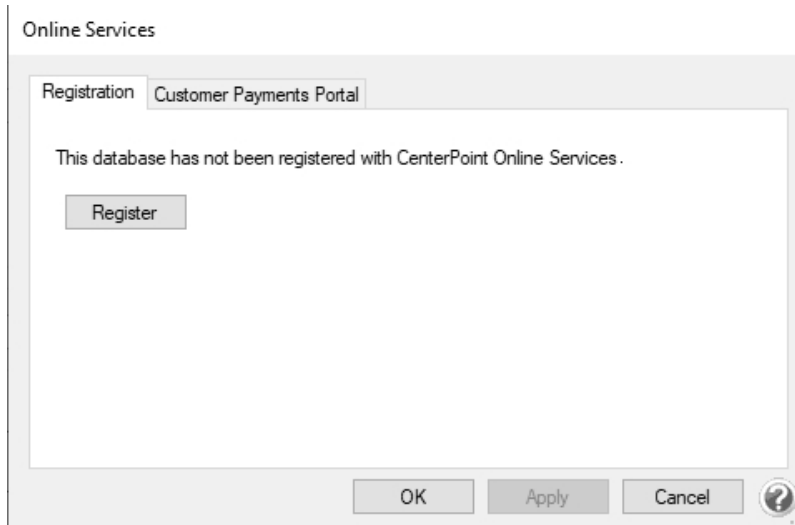 Online Services
Registration Customer Payments Portal
This database has not been registered with CenterPoint Online Services.
Register
OK Apply Cancel ?